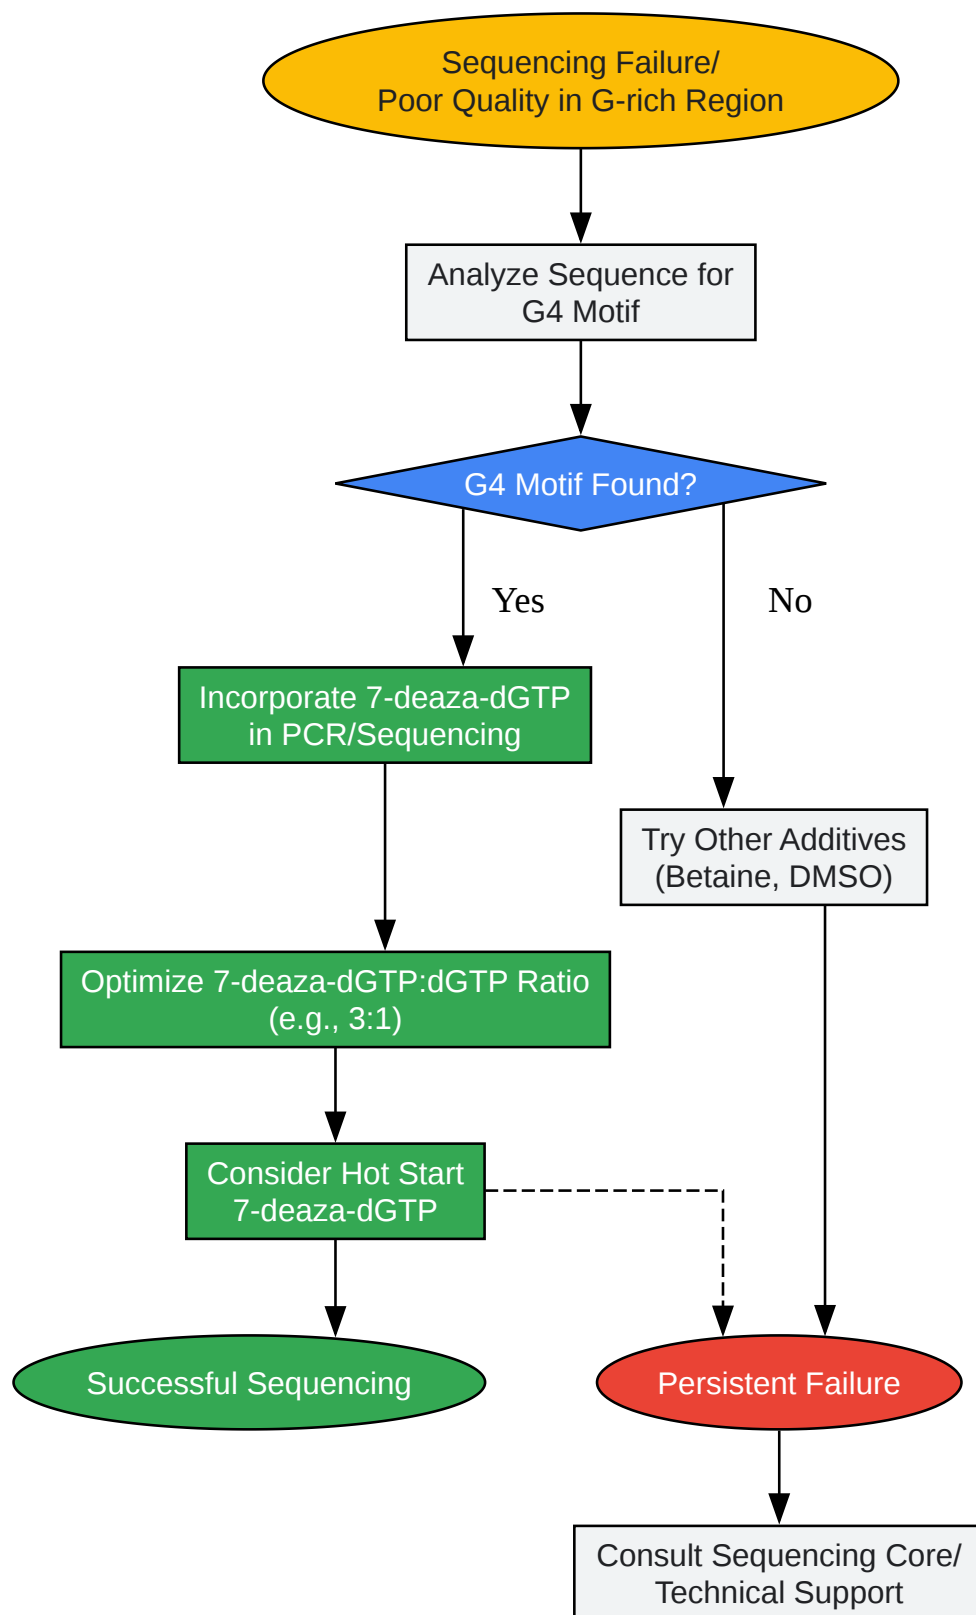 Sequencing Failure/
Poor Quality in G-rich Region
Analyze Sequence for
G4 Motif
G4 Motif Found?
Yes
No
Incorporate 7-deaza-dGTP
in PCR/Sequencing
Try Other Additives
(Betaine, DMSO)
Optimize 7-deaza-dGTP:dGTP Ratio
(e.g., 3:1)
Consider Hot Start
7-deaza-dGTP
Successful Sequencing
Persistent Failure
Consult Sequencing Core/
Technical Support